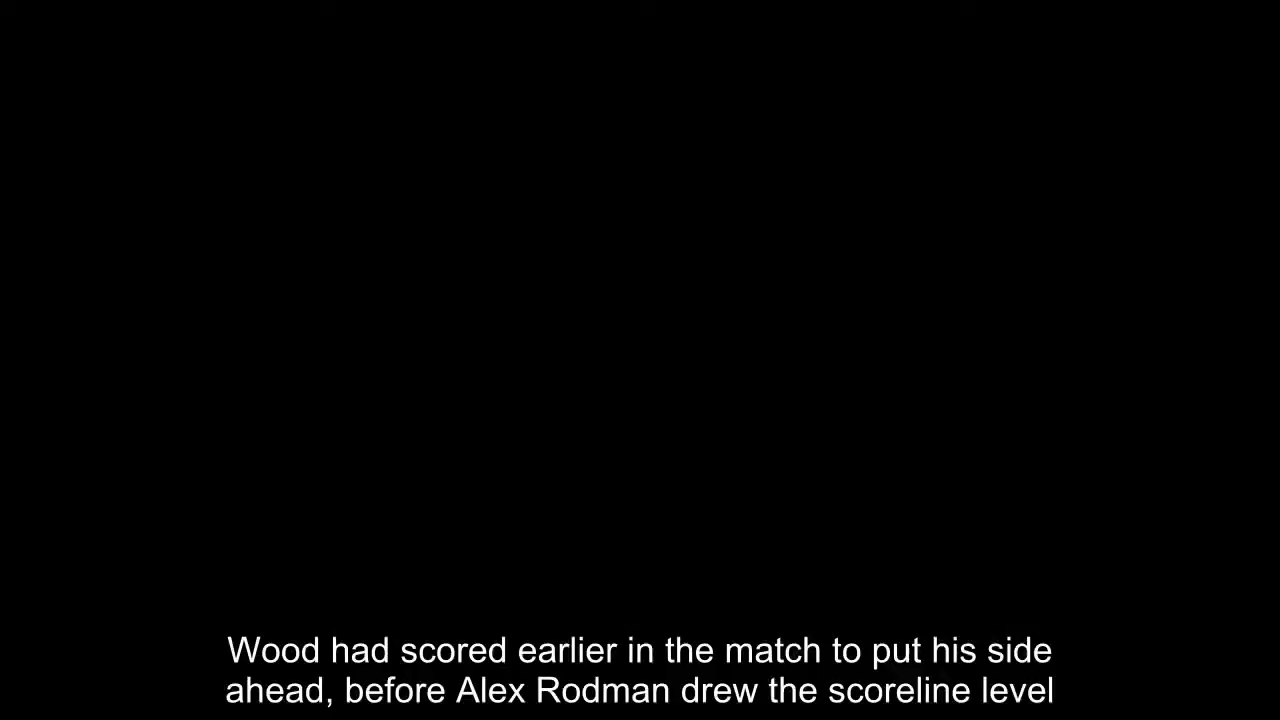 Wood had scored earlier in the match to put his side
ahead, before Alex Rodman drew the scoreline level